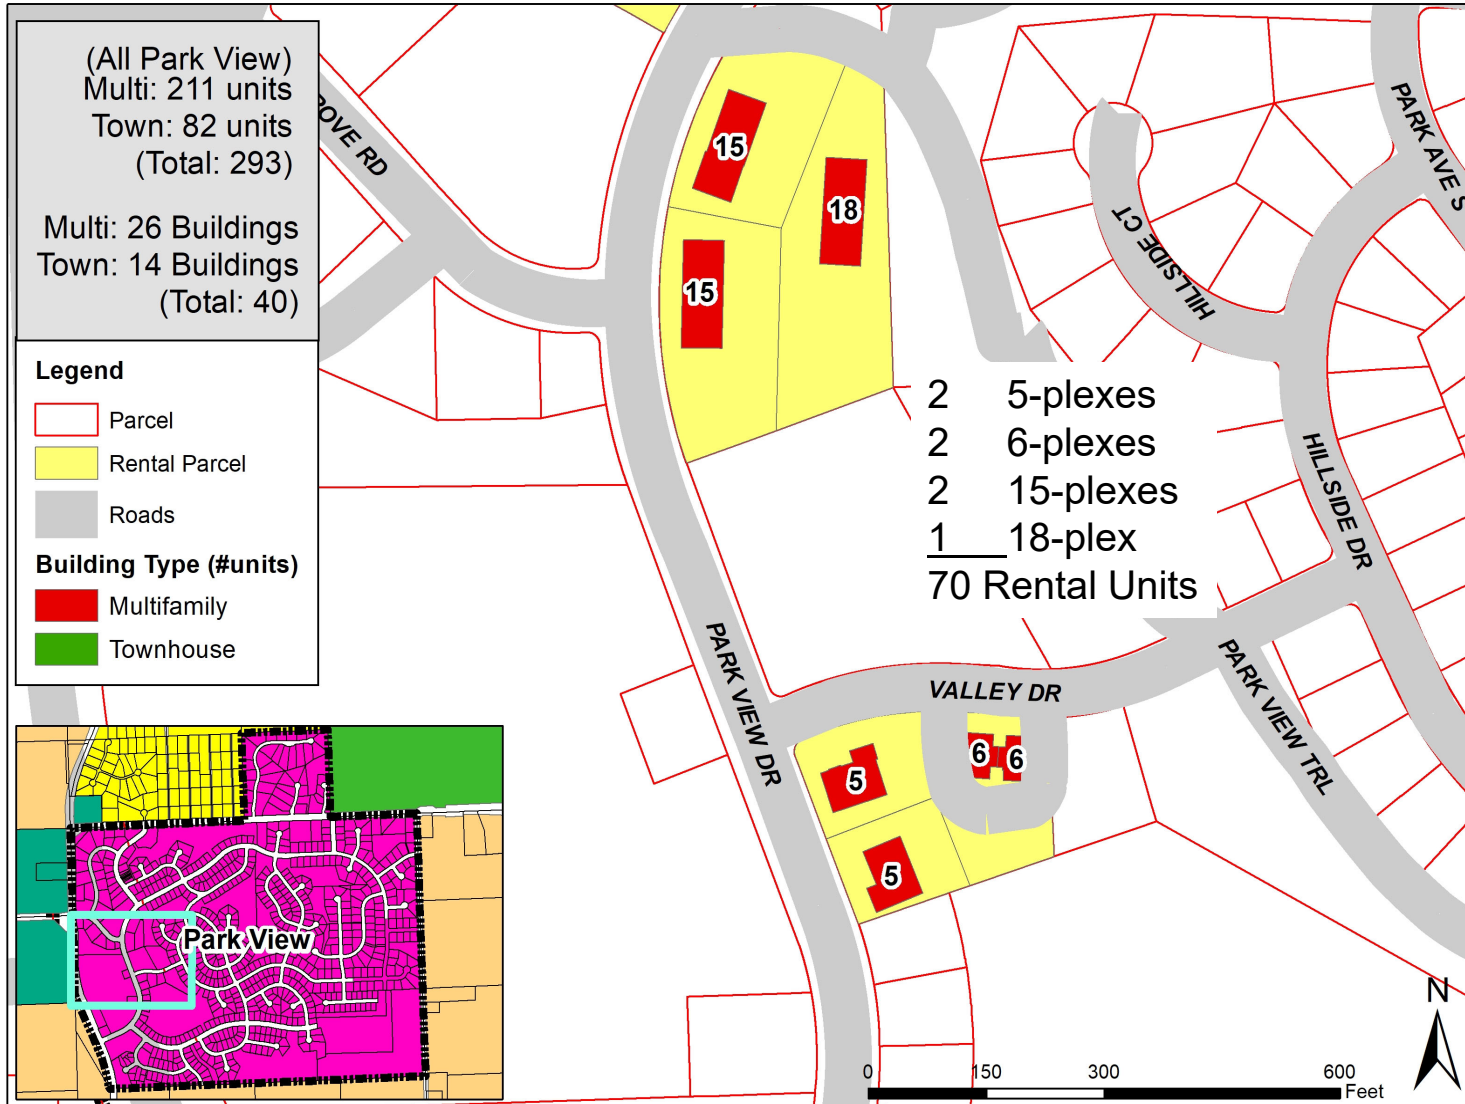 (All Park View)
Multi: 211 units
Town: 82 units
(Total: 293)
Multi: 26 Buildings
Town: 14 Buildings
(Total: 40)
Legend
Parcel
Rental Parcel
Roads
Building Type (#units)
Multifamily
Townhouse
OVE RD
15
18
15
HILLSIDE CT
PARK AVE S
HILLSIDE DR
2 5-plexes
2 6-plexes
2 15-plexes
1 18-plex
70 Rental Units
PARK VIEW DR
VALLEY DR
PARK VIEW TRL
5
6
6
5
Park View
N
0 150 300 600
Feet